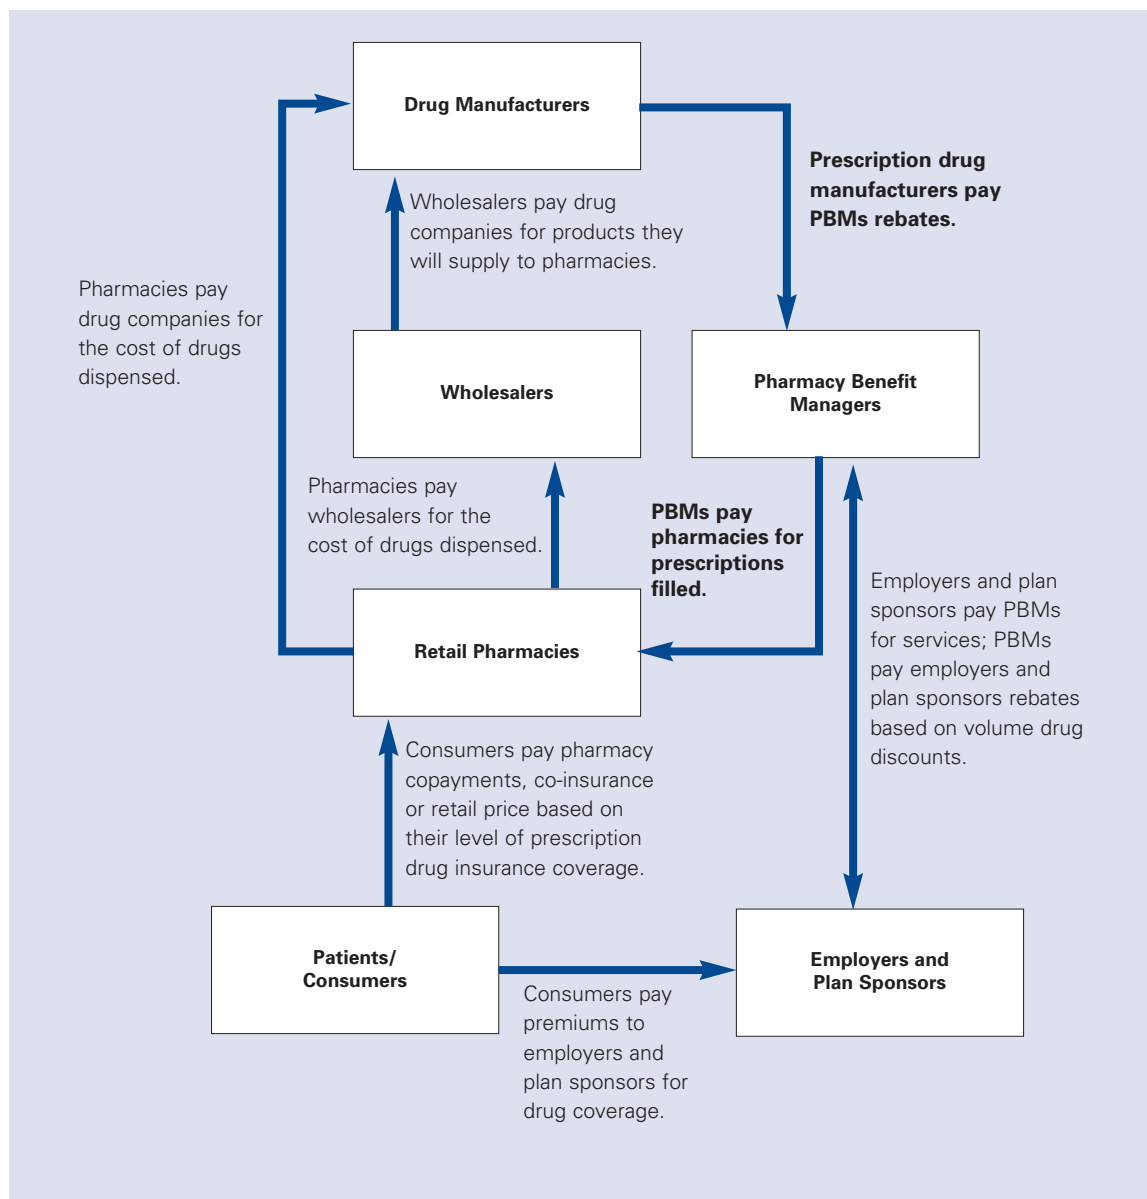 Drug Manufacturers
Prescription drug
manufacturers pay
PBMs rebates.
Wholesalers pay drug
companies for products they
will supply to pharmacies.
Pharmacies pay
drug companies for
the cost of drugs
dispensed.
Wholesalers
Pharmacy Benefit
Managers
Pharmacies pay
wholesalers for the
cost of drugs dispensed.
PBMs pay
pharmacies for
prescriptions
filled.
Employers and plan
sponsors pay PBMs
for services; PBMs
pay employers and
plan sponsors rebates
based on volume drug
discounts.
Retail Pharmacies
Consumers pay pharmacy
copayments, co-insurance
or retail price based on
their level of prescription
drug insurance coverage.
Patients/
Consumers
Employers and
Plan Sponsors
Consumers pay
premiums to
employers and
plan sponsors for
drug coverage.